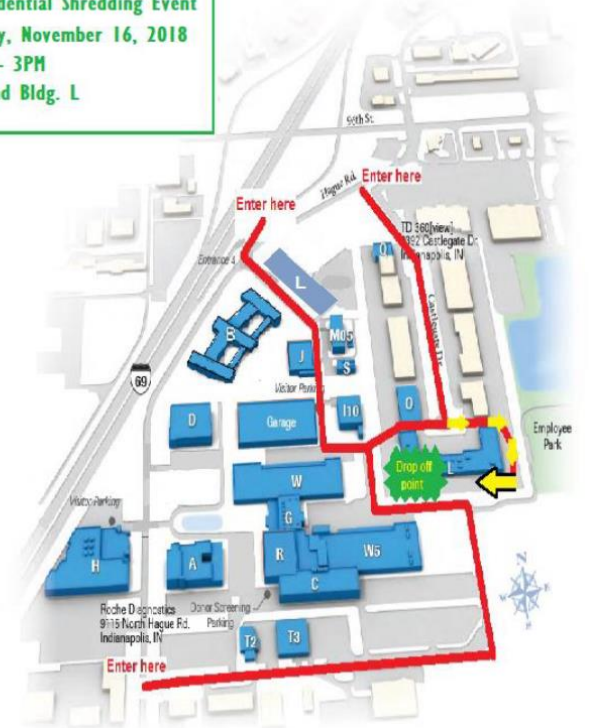 dential Shredding Event
y, November 16, 2018
- 3PM
d Bldg. L
96th St.
Hague Rd.
Enter here
Enter here
TD 360[view]
Castlegate Dr.
Indianapolis, IN
Entrance 4
L
Q
Castlegate Dr.
B
M05
J
S
69
Visitor Parking
O
I10
D
Garage
Employee
Park
Drop off
point
L
W
Visitor Parking
G
R
W5
H
A
C
N
Roche Diagnostics
9115 North Hague Rd.
Indianapolis, IN
Donor Screening
Parking
T2
T3
Enter here